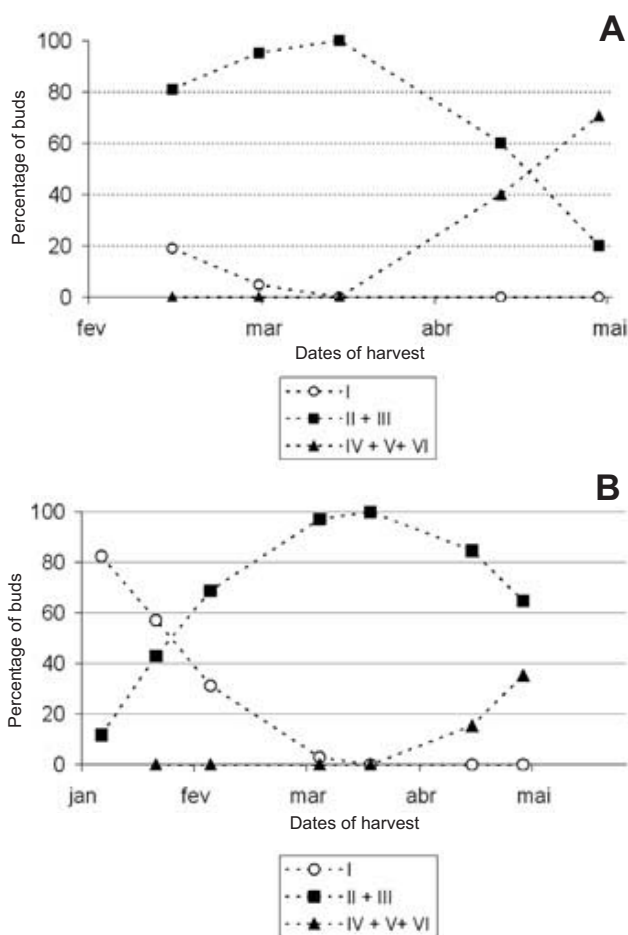 A
Percentage of buds
100
80
60
40
20
0
fev mar abr mai
Dates of harvest
I
II + III
IV + V+ VI
B
Percentage of buds
100
80
60
40
20
0
jan fev mar abr mai
Dates of harvest
I
II + III
IV + V+ VI